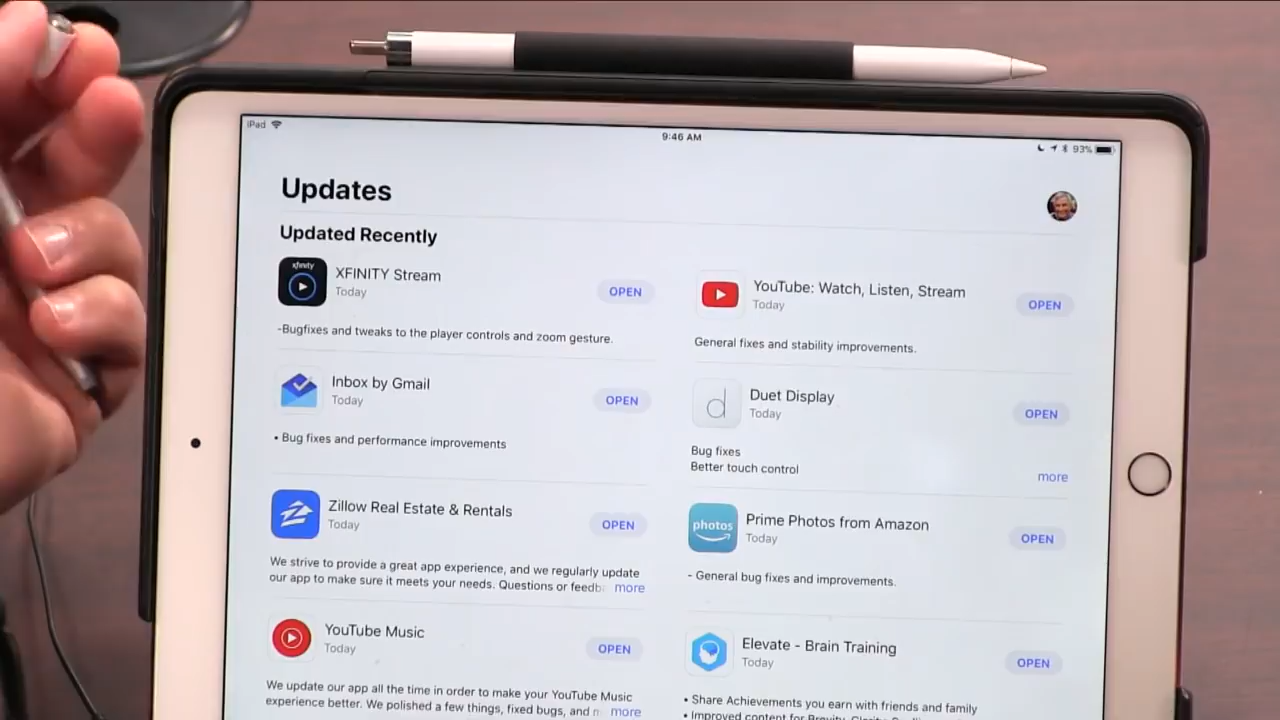 iPad
9:46 AM
93%
Updates
Updated Recently
xfinity
XFINITY Stream
Today
OPEN
-Bugfixes and tweaks to the player controls and zoom gesture.
YouTube: Watch, Listen, Stream
Today
OPEN
General fixes and stability improvements.
Inbox by Gmail
Today
OPEN
• Bug fixes and performance improvements
d
Duet Display
Today
OPEN
Bug fixes
Better touch control
more
Zillow Real Estate & Rentals
Today
OPEN
We strive to provide a great app experience, and we regularly update
our app to make sure it meets your needs. Questions or
more
photos
Prime Photos from Amazon
Today
OPEN
- General bug fixes and improvements.
YouTube Music
Today
OPEN
We update our app all the time in order to make your YouTube Music
experience better. We polished a few things, fixed bugs, and
more
Elevate - Brain Training
Today
OPEN
• Share Achievements you earn with friends and family
• Improved content for Brevity, Clarity